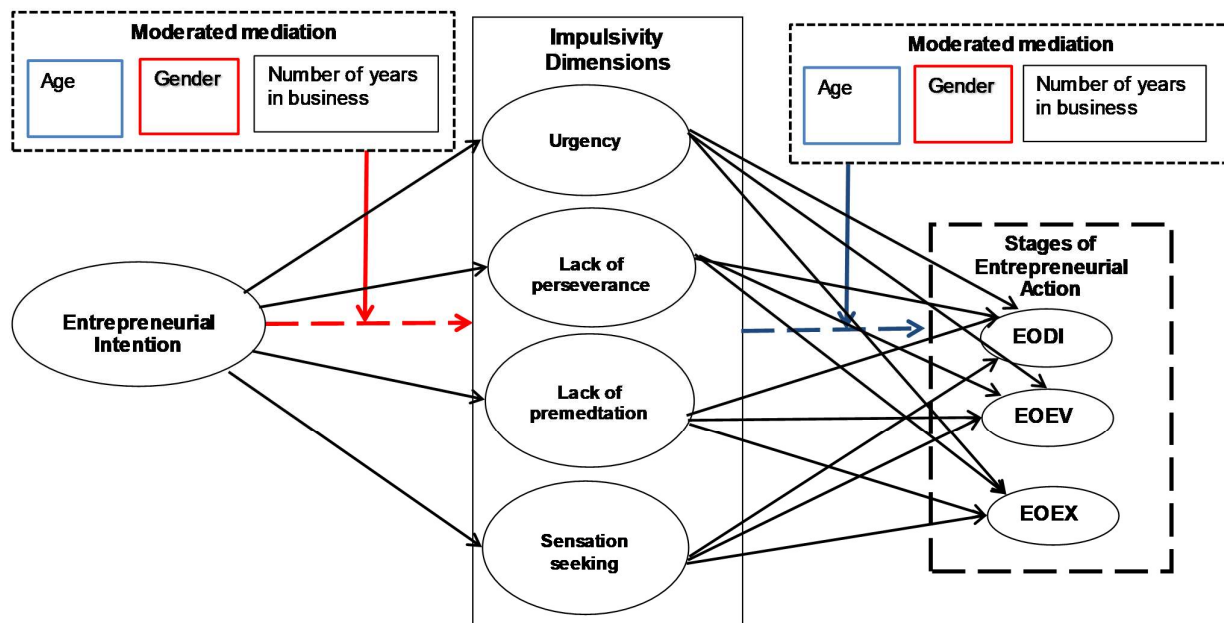 Moderated mediation
Age
Gender
Number of years
in business
Impulsivity
Dimensions
Moderated mediation
Age
Gender
Number of years
in business
Urgency
Lack of
perseverance
Lack of
premedtation
Sensation
seeking
Entrepreneurial
Intention
Stages of
Entrepreneurial
Action
EODI
EOEV
EOEX